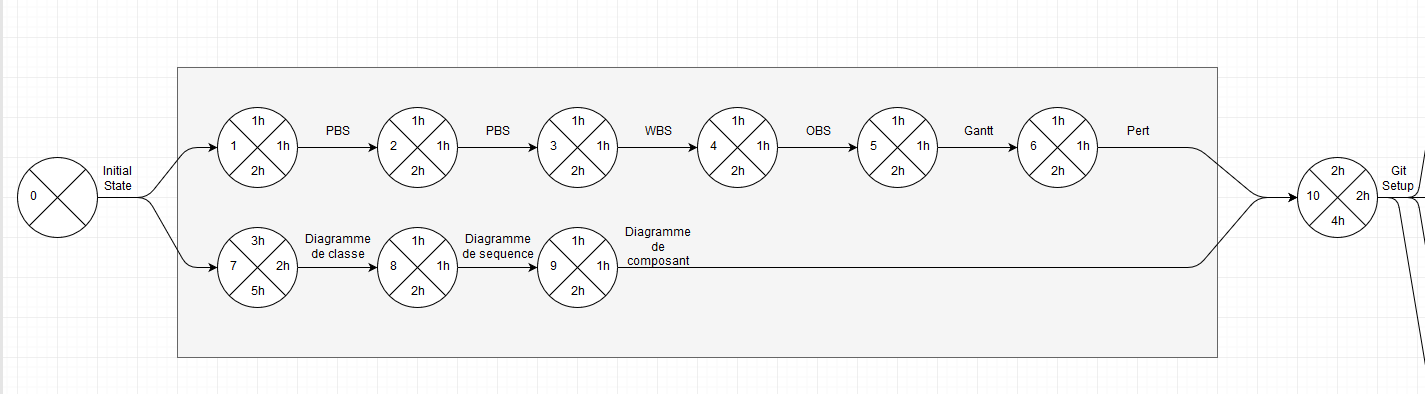 0
Initial
State
1h
1
1h
2h
PBS
1h
2
1h
2h
PBS
1h
3
1h
2h
WBS
1h
4
1h
2h
OBS
1h
5
1h
2h
Gantt
1h
6
1h
2h
Pert
3h
7
2h
5h
Diagramme
de classe
1h
8
1h
2h
Diagramme
de sequence
1h
9
1h
2h
Diagramme
de
composant
2h
10
2h
4h
Git
Setup